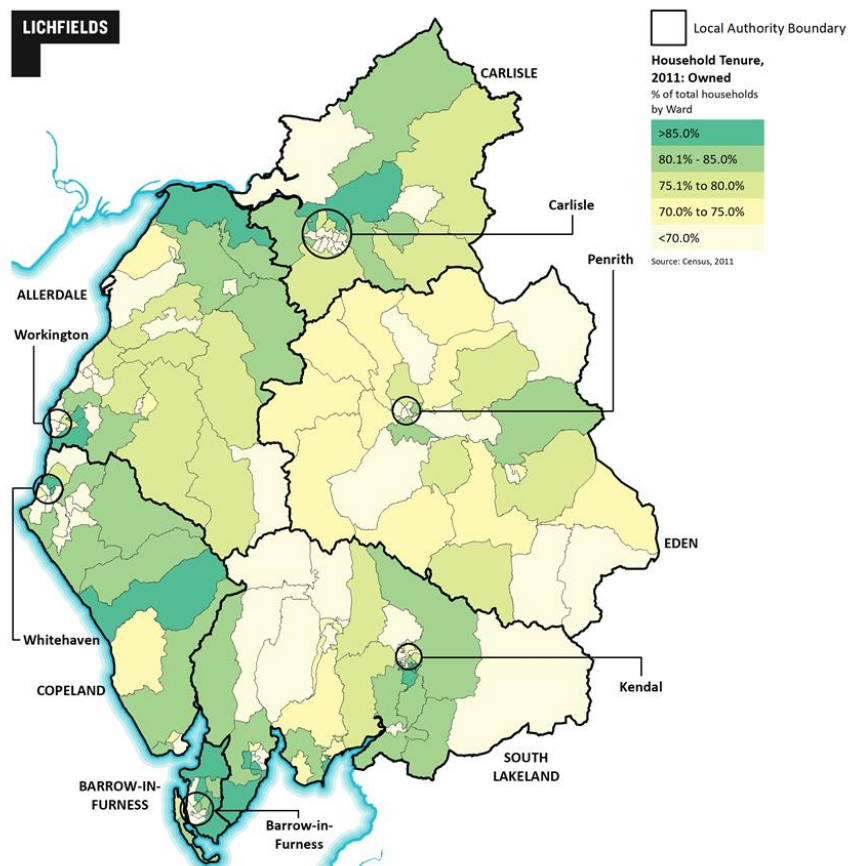 LICHFIELDS
Local Authority Boundary
Household Tenure,
2011: Owned
% of total households
by Ward
>85.0%
80.1% - 85.0%
75.1% to 80.0%
70.0% to 75.0%
<70.0%
Source: Census, 2011
CARLISLE
Carlisle
Penrith
ALLERDALE
Workington
EDEN
Whitehaven
COPELAND
Kendal
SOUTH
LAKELAND
BARROW-IN-
FURNESS
Barrow-in-
Furness